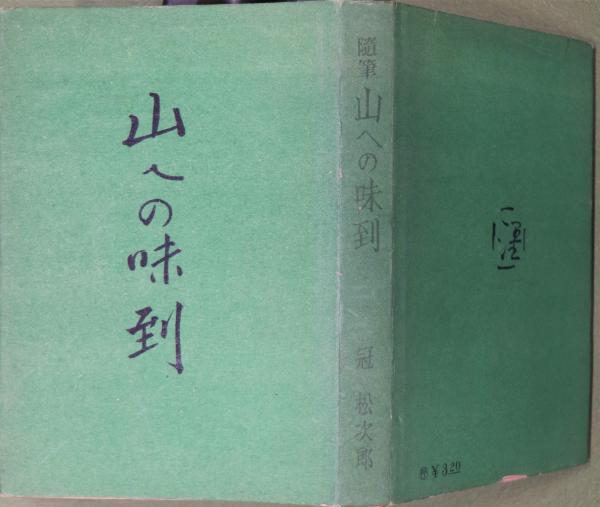 山への味到
隨筆 山への味到
冠 松次郎
¥320